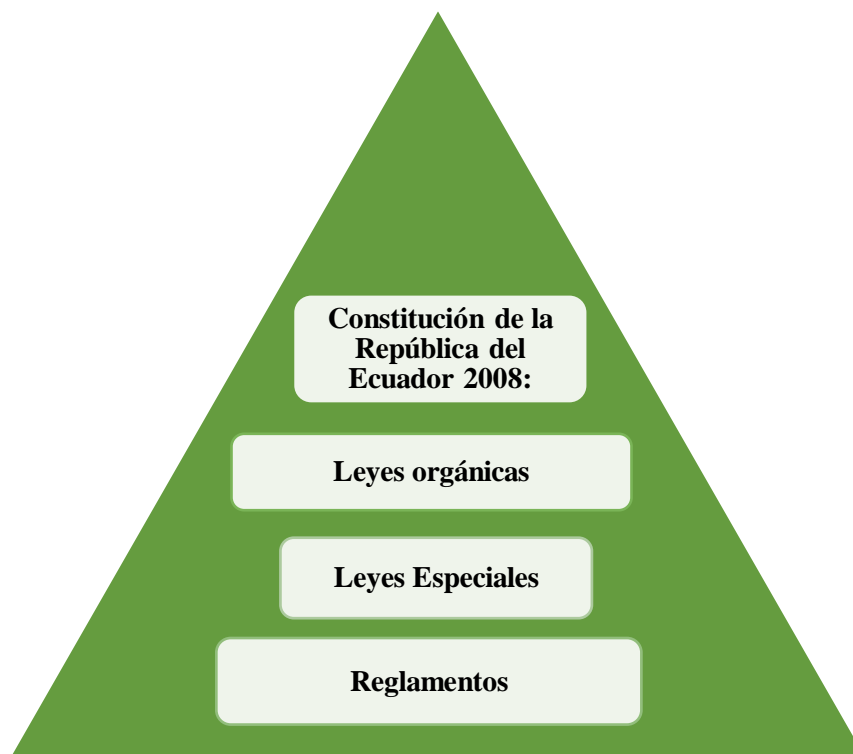 Constitución de la
República del
Ecuador 2008:
Leyes orgánicas
Leyes Especiales
Reglamentos